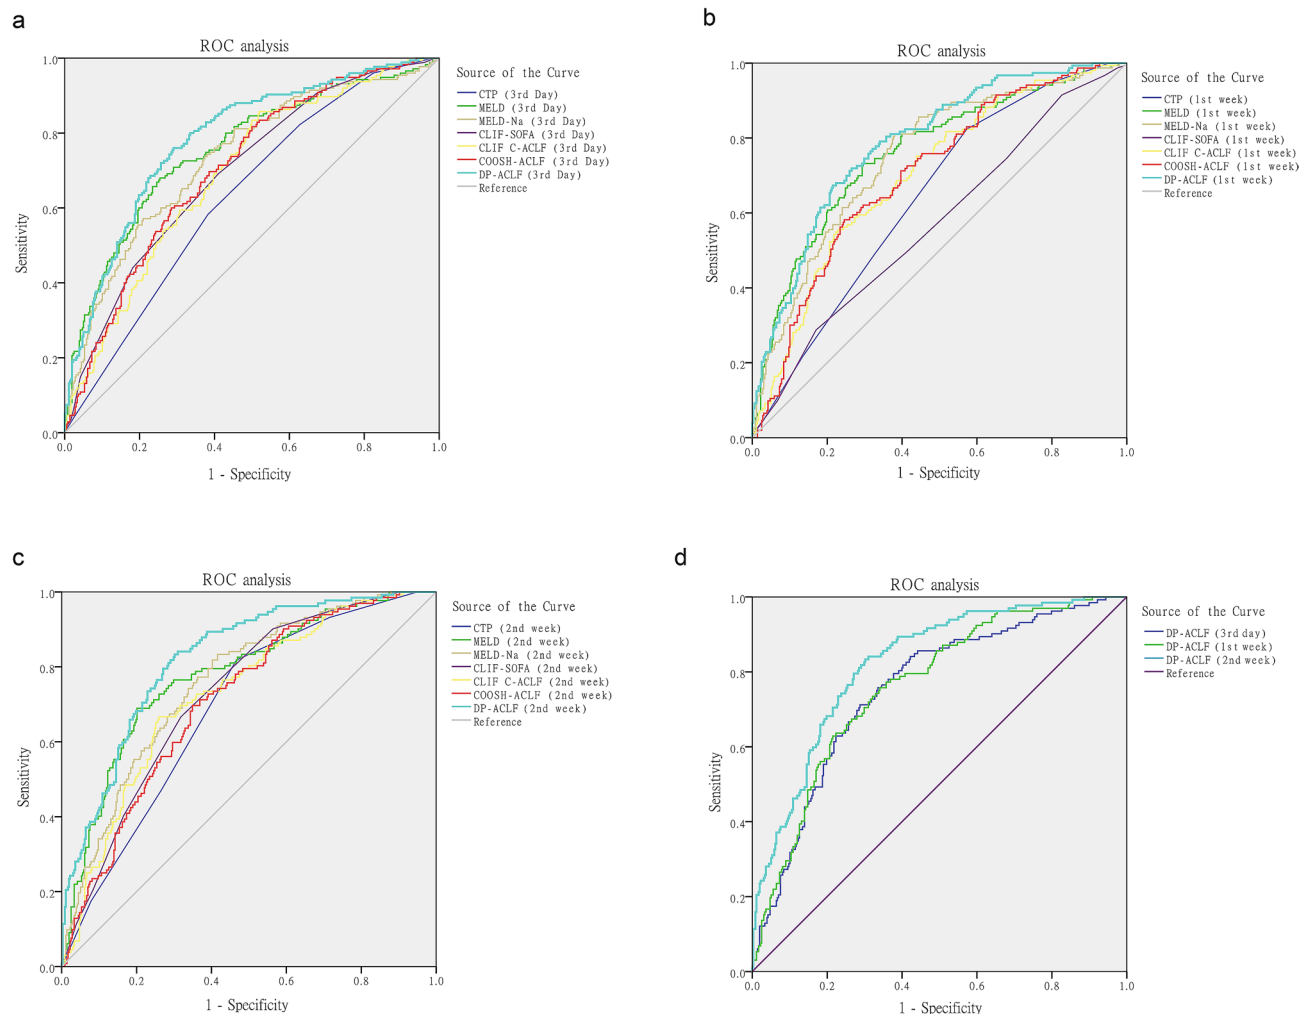 a
ROC analysis
1.0
0.8
0.6
0.4
0.2
0.0
Sensitivity
0.0 0.2 0.4 0.6 0.8 1.0
1 - Specificity
Source of the Curve
CTP (3rd Day)
MELD (3rd Day)
MELD-Na (3rd Day)
CLIF-SOFA (3rd Day)
CLIF C-ACLF (3rd Day)
COOSH-ACLF (3rd Day)
DP-ACLF (3rd Day)
Reference
b
ROC analysis
1.0
0.8
0.6
0.4
0.2
0.0
Sensitivity
0.0 0.2 0.4 0.6 0.8 1.0
1 - Specificity
Source of the Curve
CTP (1st week)
MELD (1st week)
MELD-Na (1st week)
CLIF-SOFA (1st week)
CLIF C-ACLF (1st week)
COOSH-ACLF (1st week)
DP-ACLF (1st week)
Reference
c
ROC analysis
1.0
0.8
0.6
0.4
0.2
0.0
Sensitivity
0.0 0.2 0.4 0.6 0.8 1.0
1 - Specificity
Source of the Curve
CTP (2nd week)
MELD (2nd week)
MELD-Na (2nd week)
CLIF-SOFA (2nd week)
CLIF C-ACLF (2nd week)
COOSH-ACLF (2nd week)
DP-ACLF (2nd week)
Reference
d
ROC analysis
1.0
0.8
0.6
0.4
0.2
0.0
Sensitivity
0.0 0.2 0.4 0.6 0.8 1.0
1 - Specificity
Source of the Curve
DP-ACLF (3rd day)
DP-ACLF (1st week)
DP-ACLF (2nd week)
Reference